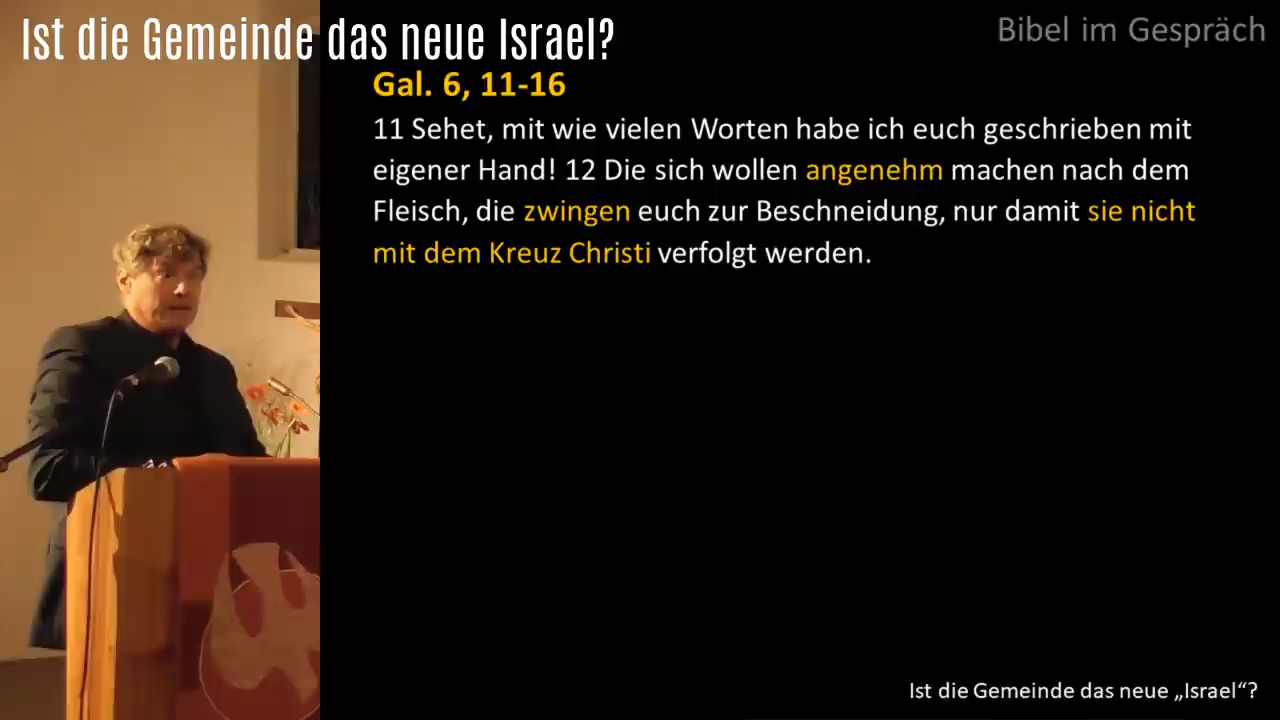 Ist die Gemeinde das neue Israel?
Bibel im Gespräch
Gal. 6, 11-16
11 Sehet, mit wie vielen Worten habe ich euch geschrieben mit
eigener Hand! 12 Die sich wollen angenehm machen nach dem
Fleisch, die zwingen euch zur Beschneidung, nur damit sie nicht
mit dem Kreuz Christi verfolgt werden.
Ist die Gemeinde das neue „Israel“?